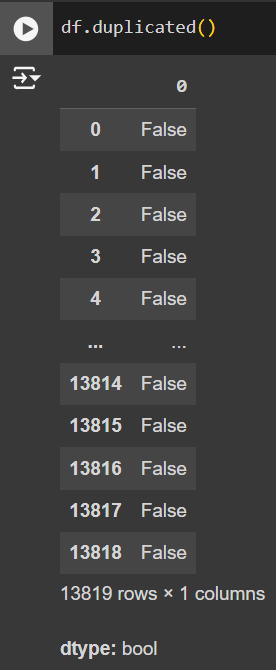 df.duplicated()
0
0 False
1 False
2 False
3 False
4 False
... ...
13814 False
13815 False
13816 False
13817 False
13818 False
13819 rows × 1 columns
dtype: bool